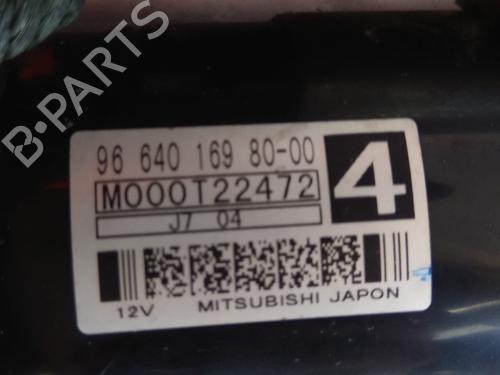 B-PARTS
96 640 169 80-00
M000T22472
4
J7 04
12V MITSUBISHI JAPON